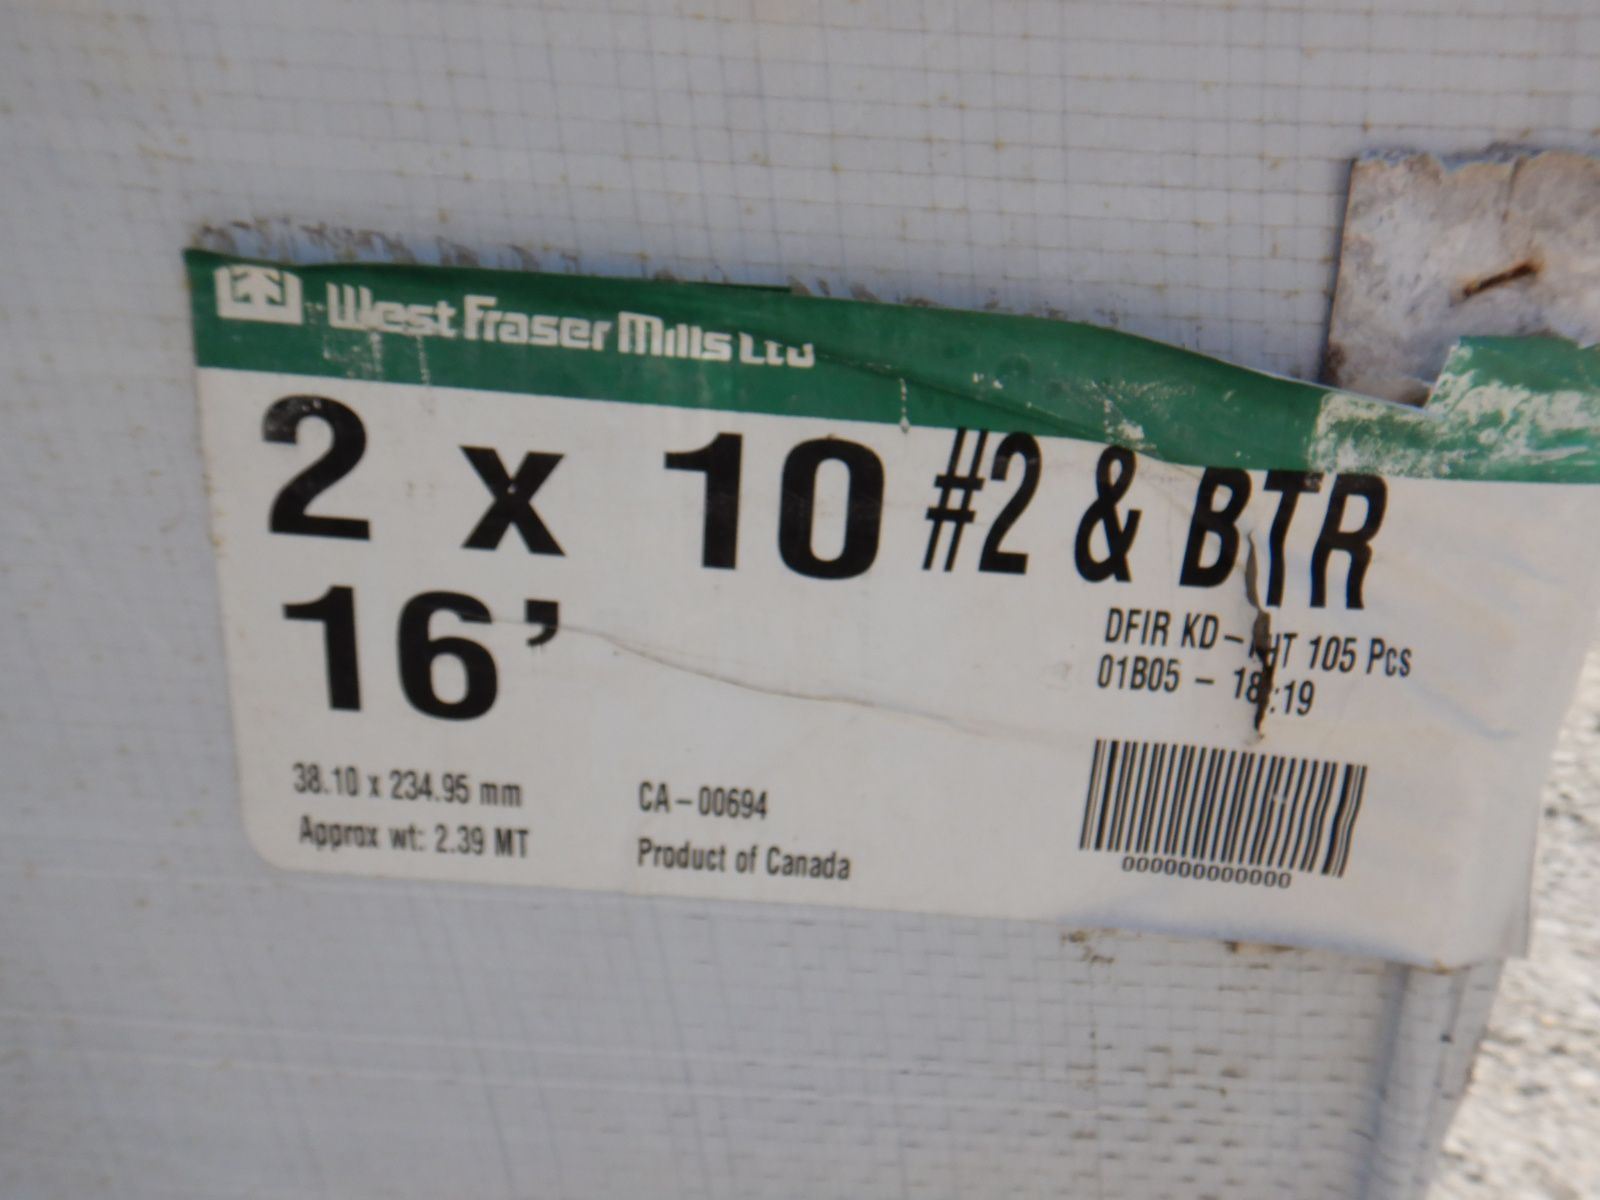 West Fraser Mills Ltd
2 x 10 #2 & BTR
16'
DFIR KD- 105 Pcs
01B05 -
38.10 x 234.95 mm
CA-00694
Approx wt: 2.39 MT
Product of Canada
000000000000